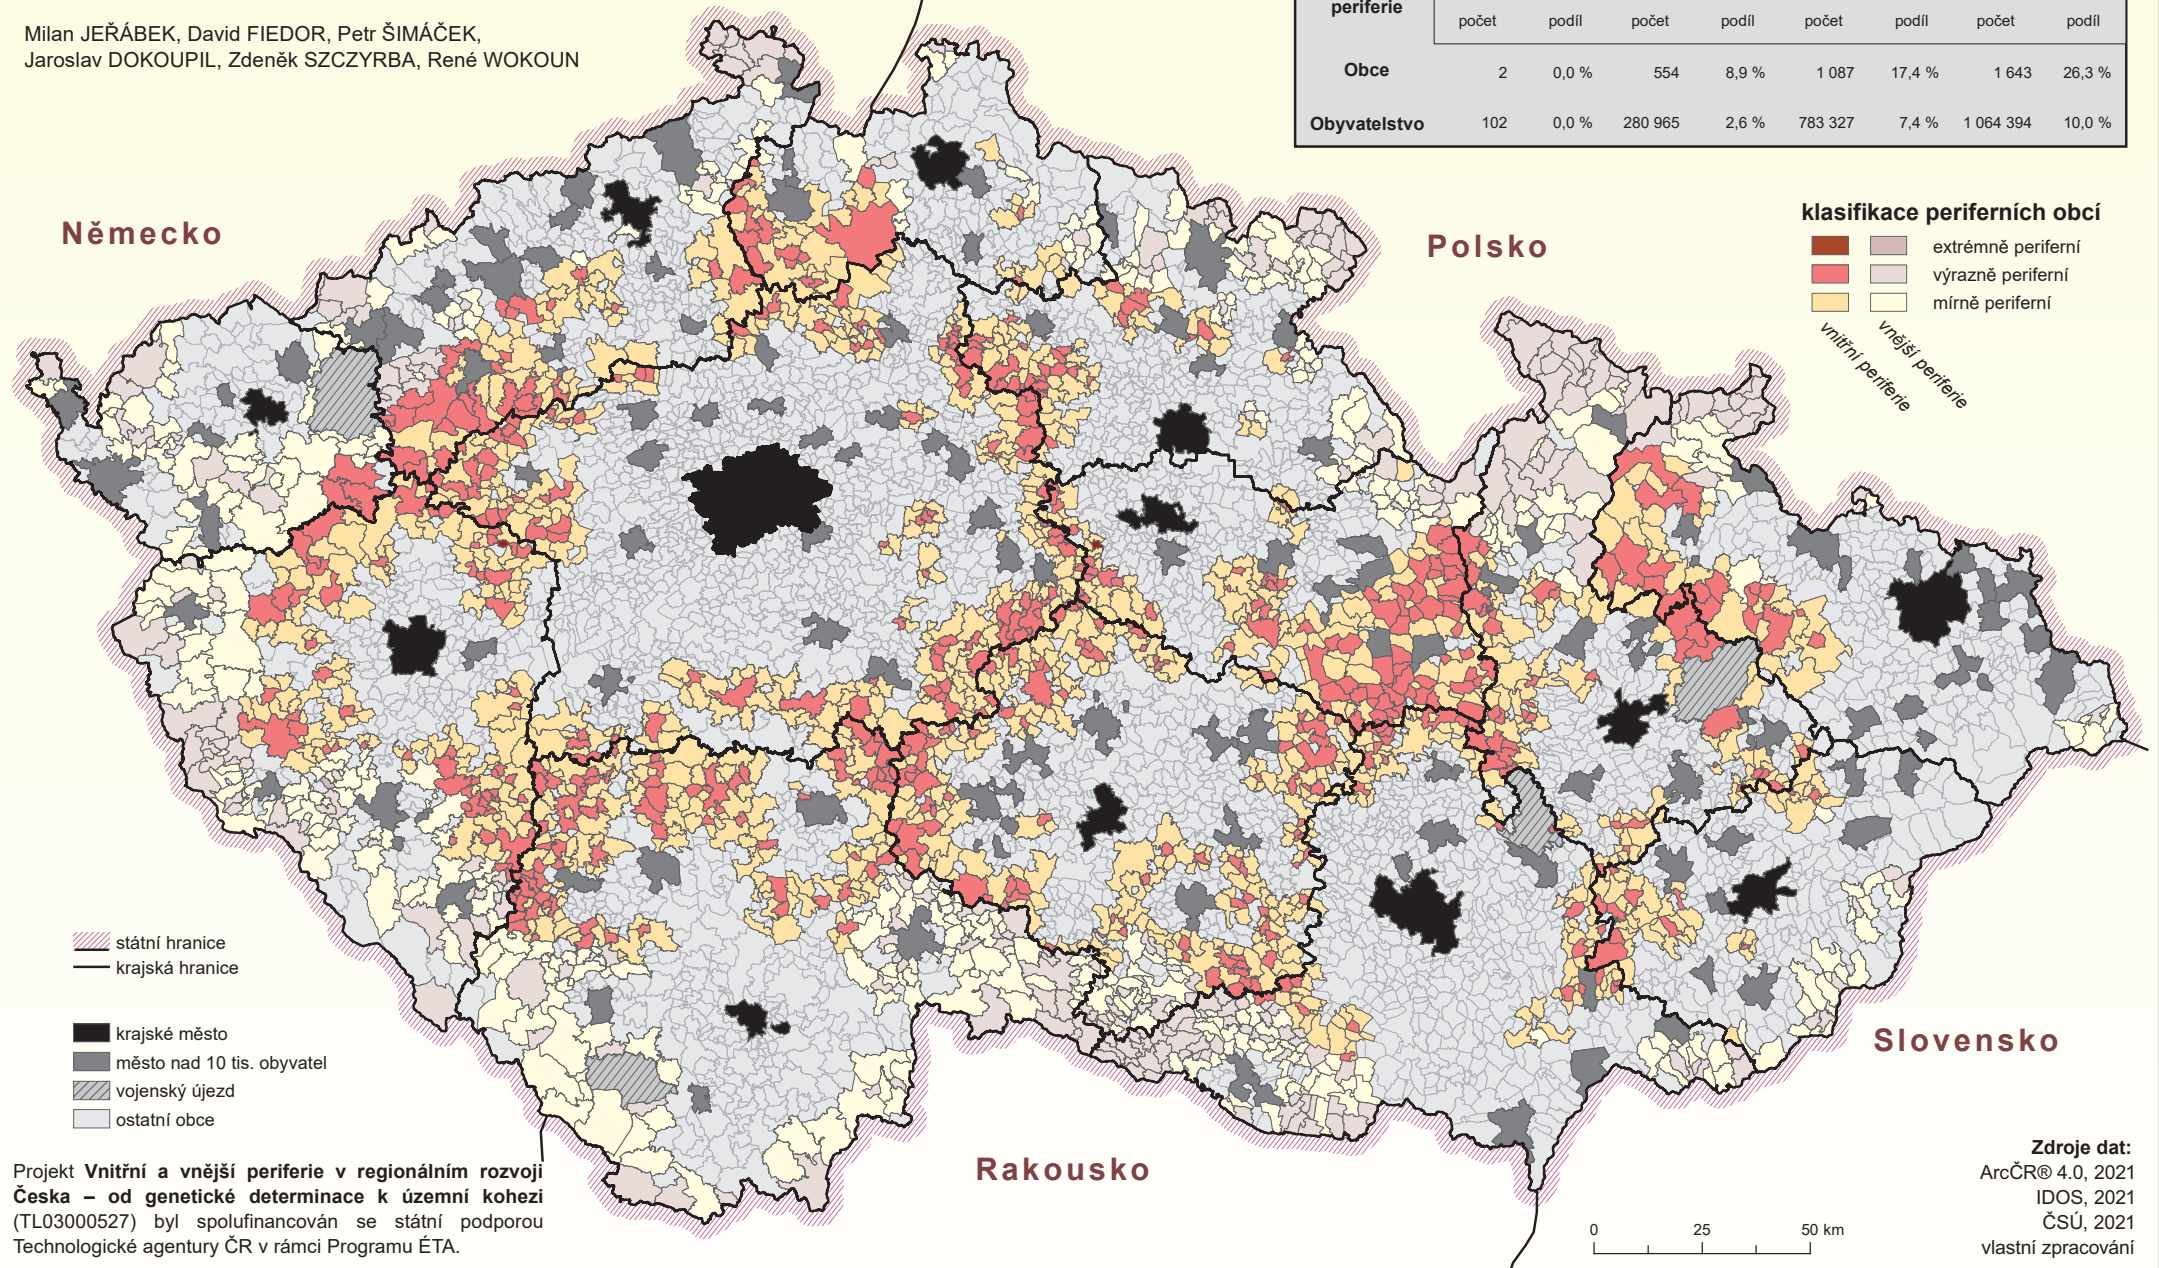 Milan JEŘÁBEK, David FIEDOR, Petr ŠIMÁČEK,
Jaroslav DOKOUPIL, Zdeněk SZCZYRBA, René WOKOUN
periferie
počet podíl počet podíl počet podíl počet podíl
Obce 2 0,0 % 554 8,9 % 1 087 17,4 % 1 643 26,3 %
Obyvatelstvo 102 0,0 % 280 965 2,6 % 783 327 7,4 % 1 064 394 10,0 %
Německo
Polsko
klasifikace periferních obcí
extrémně periferní
výrazně periferní
mírně periferní
vnitřní periferie
vnější periferie
státní hranice
krajská hranice
krajské město
město nad 10 tis. obyvatel
vojenský újezd
ostatní obce
Slovensko
Rakousko
Projekt Vnitřní a vnější periferie v regionálním rozvoji
Česka – od genetické determinace k územní kohezi
(TL03000527) byl spolufinancován se státní podporou
Technologické agentury ČR v rámci Programu ÉTA.
0 25 50 km
Zdroje dat:
ArcČR® 4.0, 2021
IDOS, 2021
ČSÚ, 2021
vlastní zpracování